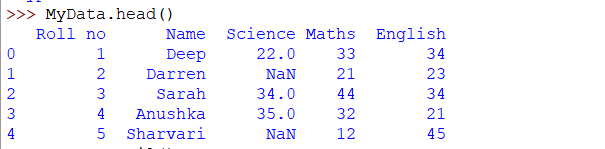 >>> MyData.head()
   Roll no      Name  Science Maths  English
0        1      Deep     22.0    33       34
1        2    Darren      NaN    21       23
2        3     Sarah     34.0    44       34
3        4   Anushka     35.0    32       21
4        5  Sharvari      NaN    12       45